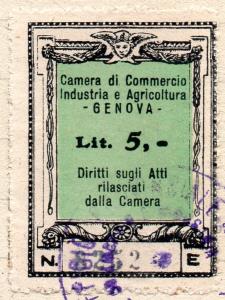 Camera di Commercio
Industria e Agricoltura
- GENOVA -
Lit. 5,-
Diritti sugli Atti
rilasciati
dalla Camera
N. E